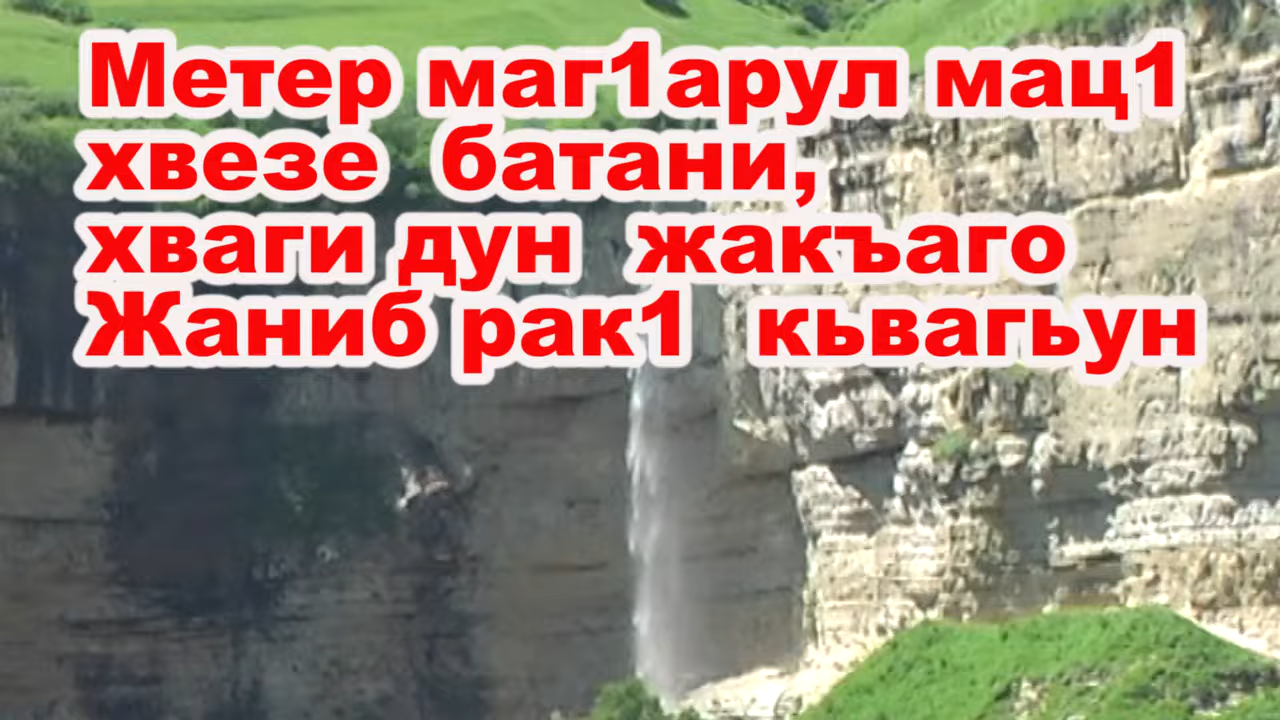 Метер маг1арул мац1
хвезе батани,
хваги дун жакъаго
Жаниб рак1 кьвагьун